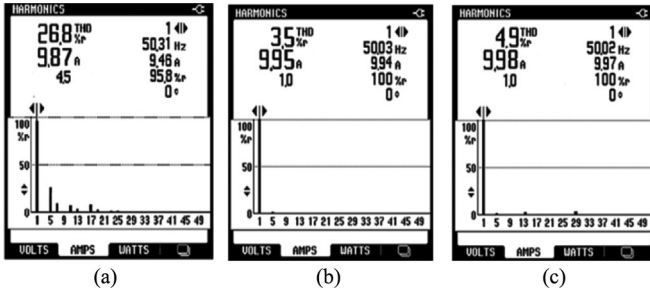 HARMONICS
26,8 THD %r
9,87 A
4,5
1
50,31 Hz
9,46 A
95,8 %r
0°
100
%r
50
0
1 5 9 13 17 21 25 29 33 37 41 45 49
VOLTS AMPS WATTS
(a)
HARMONICS
3,5 THD %r
9,95 A
1,0
1
50,03 Hz
9,94 A
100 %r
0°
100
%r
50
0
1 5 9 13 17 21 25 29 33 37 41 45 49
VOLTS AMPS WATTS
(b)
HARMONICS
4,9 THD %r
9,98 A
1,0
1
50,02 Hz
9,97 A
100 %r
0°
100
%r
50
0
1 5 9 13 17 21 25 29 33 37 41 45 49
VOLTS AMPS WATTS
(c)